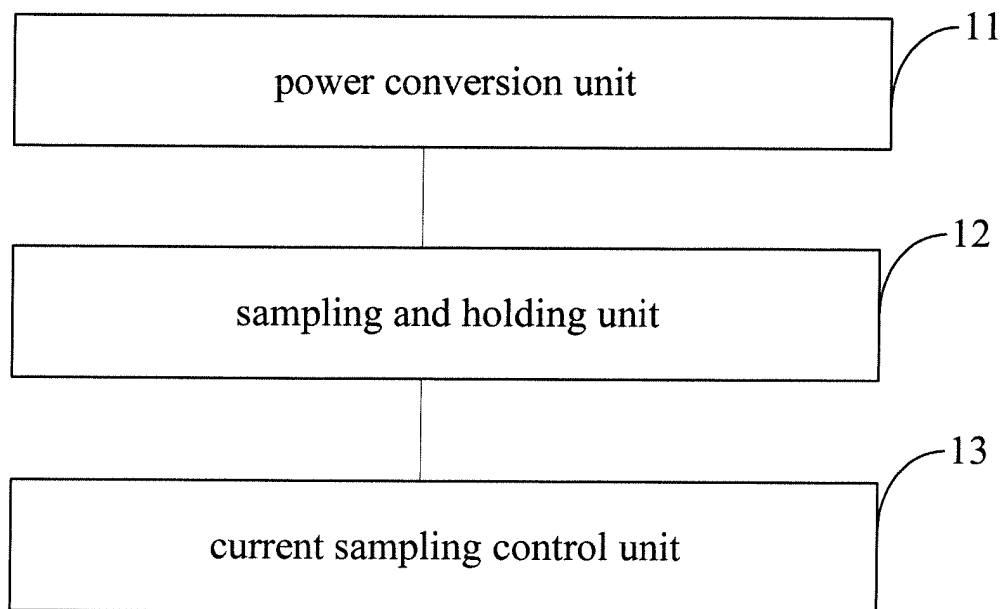 11
power conversion unit
12
sampling and holding unit
13
current sampling control unit